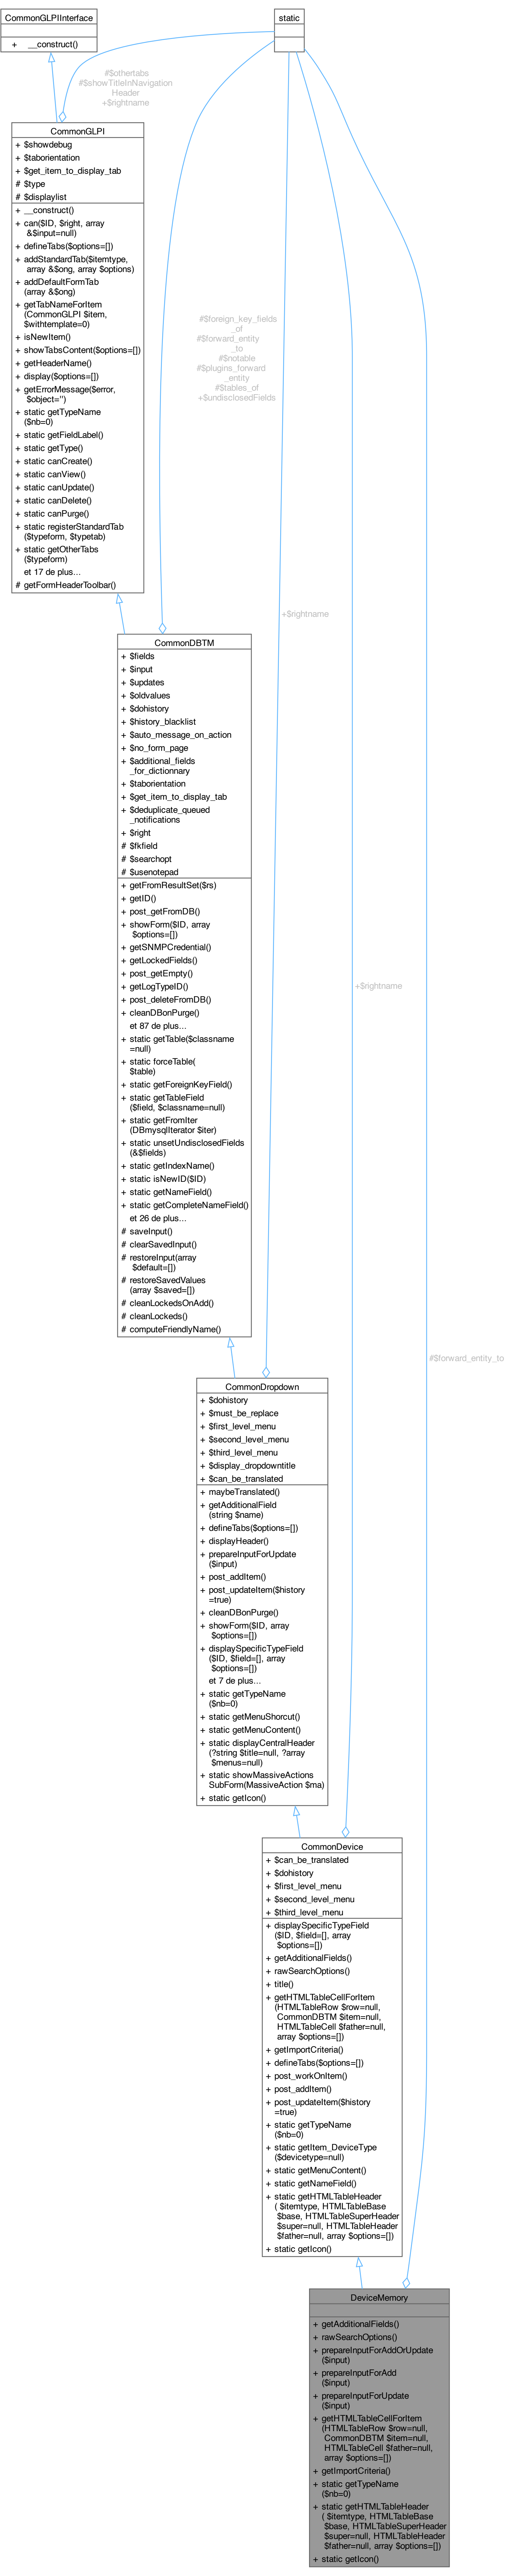 CommonGLPIInterface
+ __construct()
static
#$othertabs
#$showTitleInNavigation
Header
+$rightname
CommonGLPI
+ $showdebug
+ $taborientation
+ $get_item_to_display_tab
# $type
# $displaylist
+ __construct()
+ can($ID, $right, array
&$input=null)
+ defineTabs($options=[])
+ addStandardTab($itemtype,
array &$ong, array $options)
+ addDefaultFormTab
(array &$ong)
+ getTabNameForItem
(CommonGLPI $item,
$withtemplate=0)
+ isNewItem()
+ showTabsContent($options=[])
+ getHeaderName()
+ display($options=[])
+ getErrorMessage($error,
$object='')
+ static getTypeName
($nb=0)
+ static getFieldLabel()
+ static getType()
+ static canCreate()
+ static canView()
+ static canUpdate()
+ static canDelete()
+ static canPurge()
+ static registerStandardTab
($typeform, $typetab)
+ static getOtherTabs
($typeform)
et 17 de plus...
# getFormHeaderToolbar()
#$foreign_key_fields
_of
#$forward_entity
_to
#$notable
#$plugins_forward
_entity
#$tables_of
+$undisclosedFields
+$rightname
CommonDBTM
+ $fields
+ $input
+ $updates
+ $oldvalues
+ $dohistory
+ $history_blacklist
+ $auto_message_on_action
+ $no_form_page
+ $additional_fields
_for_dictionnary
+ $taborientation
+ $get_item_to_display_tab
+ $deduplicate_queued
_notifications
+ $right
# $fkfield
# $searchopt
# $usenotepad
+ getFromResultSet($rs)
+ getID()
+ post_getFromDB()
+ showForm($ID, array
$options=[])
+ getSNMPCredential()
+ getLockedFields()
+ post_getEmpty()
+ getLogTypeID()
+ post_deleteFromDB()
+ cleanDBonPurge()
et 87 de plus...
+ static getTable($classname
=null)
+ static forceTable(
$table)
+ static getForeignKeyField()
+ static getTableField
($field, $classname=null)
+ static getFromIter
(DBmysqlIterator $iter)
+ static unsetUndisclosedFields
(&$fields)
+ static getIndexName()
+ static isNewID($ID)
+ static getNameField()
+ static getCompleteNameField()
et 26 de plus...
# saveInput()
# clearSavedInput()
# restoreInput(array
$default=[])
# restoreSavedValues
(array $saved=[])
# cleanLockedsOnAdd()
# cleanLockeds()
# computeFriendlyName()
+$rightname
#$forward_entity_to
CommonDropdown
+ $dohistory
+ $must_be_replace
+ $first_level_menu
+ $second_level_menu
+ $third_level_menu
+ $display_dropdowntitle
+ $can_be_translated
+ maybeTranslated()
+ getAdditionalField
(string $name)
+ defineTabs($options=[])
+ displayHeader()
+ prepareInputForUpdate
($input)
+ post_addItem()
+ post_updateItem($history
=true)
+ cleanDBonPurge()
+ showForm($ID, array
$options=[])
+ displaySpecificTypeField
($ID, $field=[], array
$options=[])
et 7 de plus...
+ static getTypeName
($nb=0)
+ static getMenuShorcut()
+ static getMenuContent()
+ static displayCentralHeader
(?string $title=null, ?array
$menus=null)
+ static showMassiveActions
SubForm(MassiveAction $ma)
+ static getIcon()
CommonDevice
+ $can_be_translated
+ $dohistory
+ $first_level_menu
+ $second_level_menu
+ $third_level_menu
+ displaySpecificTypeField
($ID, $field=[], array
$options=[])
+ getAdditionalFields()
+ rawSearchOptions()
+ title()
+ getHTMLTableCellForItem
(HTMLTableRow $row=null,
CommonDBTM $item=null,
HTMLTableCell $father=null,
array $options=[])
+ getImportCriteria()
+ defineTabs($options=[])
+ post_workOnItem()
+ post_addItem()
+ post_updateItem($history
=true)
+ static getTypeName
($nb=0)
+ static getItem_DeviceType
($devicetype=null)
+ static getMenuContent()
+ static getNameField()
+ static getHTMLTableHeader
( $itemtype, HTMLTableBase
$base, HTMLTableSuperHeader
$super=null, HTMLTableHeader
$father=null, array $options=[])
+ static getIcon()
DeviceMemory
+ getAdditionalFields()
+ rawSearchOptions()
+ prepareInputForAddOrUpdate
($input)
+ prepareInputForAdd
($input)
+ prepareInputForUpdate
($input)
+ getHTMLTableCellForItem
(HTMLTableRow $row=null,
CommonDBTM $item=null,
HTMLTableCell $father=null,
array $options=[])
+ getImportCriteria()
+ static getTypeName
($nb=0)
+ static getHTMLTableHeader
( $itemtype, HTMLTableBase
$base, HTMLTableSuperHeader
$super=null, HTMLTableHeader
$father=null, array $options=[])
+ static getIcon()